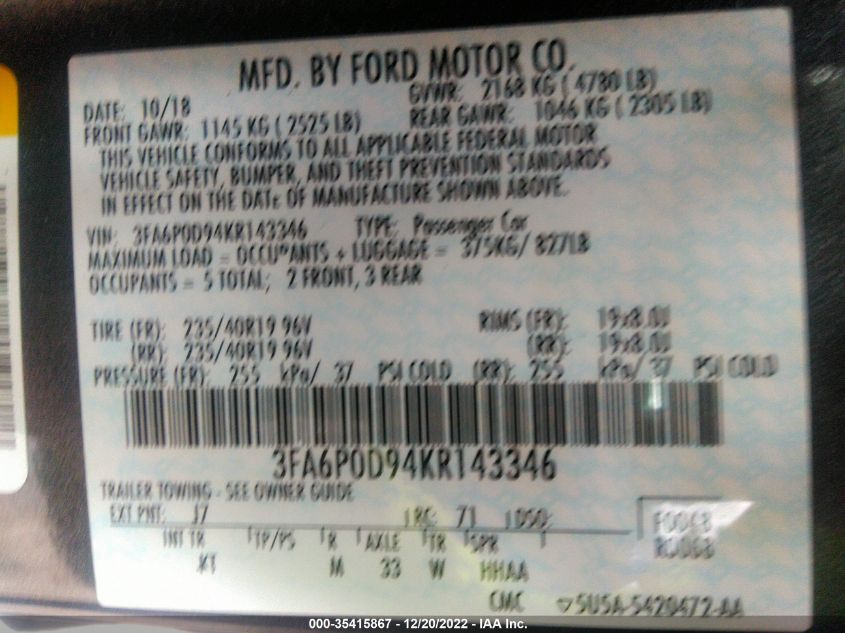 MFD. BY FORD MOTOR CO.
DATE: 10/18 GVWR: 2168 KG ( 4780 LB)
FRONT GAWR: 1145 KG ( 2525 LB) REAR GAWR: 1046 KG ( 2305 LB)
THIS VEHICLE CONFORMS TO ALL APPLICABLE FEDERAL MOTOR
VEHICLE SAFETY, BUMPER, AND THEFT PREVENTION STANDARDS
IN EFFECT ON THE DATE OF MANUFACTURE SHOWN ABOVE.
VIN: 3FA6P0D94KR143346 TYPE: Passenger Car
MAXIMUM LOAD = OCCUPANTS + LUGGAGE = 375KG/ 827LB
OCCUPANTS = 5 TOTAL; 2 FRONT, 3 REAR
TIRE (FR): 235/40R19 96V RIMS (FR): 19x8.0J
(RR): 235/40R19 96V (RR): 19x8.0J
PRESSURE (FR): 255 kPa/ 37 PSI COLD (RR): 255 kPa/ 37 PSI COLD
3FA6P0D94KR143346
TRAILER TOWING - SEE OWNER GUIDE
EXT PNT: J7 RC: 71 DSO:
INT TR TP/PS R AXLE TR SPR
M 33 W HHAA
CMC 5U5A-5420472-AA
000-35415867 - 12/20/2022 - IAA Inc.